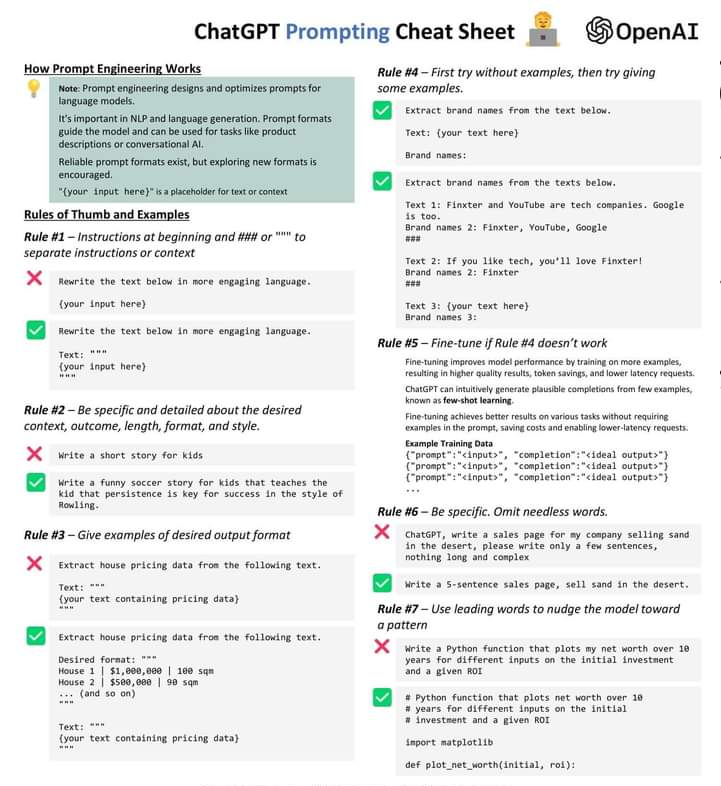 ChatGPT Prompting Cheat Sheet
OpenAI
How Prompt Engineering Works
Note: Prompt engineering designs and optimizes prompts for
language models.
It's important in NLP and language generation. Prompt formats
guide the model and can be used for tasks like product
descriptions or conversational AI.
Reliable prompt formats exist, but exploring new formats is
encouraged.
"{your input here}" is a placeholder for text or context
Rules of Thumb and Examples
Rule #1 – Instructions at beginning and ### or """ to
separate instructions or context
Rewrite the text below in more engaging language.
{your input here}
Rewrite the text below in more engaging language.
Text: """
{your input here}
"""
Rule #2 – Be specific and detailed about the desired
context, outcome, length, format, and style.
Write a short story for kids
Write a funny soccer story for kids that teaches the
kid that persistence is key for success in the style of
Rowling.
Rule #3 – Give examples of desired output format
Extract house pricing data from the following text.
Text: """
{your text containing pricing data}
"""
Extract house pricing data from the following text.
Desired format: """
House 1 | $1,000,000 | 100 sqm
House 2 | $500,000 | 90 sqm
... (and so on)
"""
Text: """
{your text containing pricing data}
"""
Rule #4 – First try without examples, then try giving
some examples.
Extract brand names from the text below.
Text: {your text here}
Brand names:
Extract brand names from the texts below.
Text 1: Finxter and YouTube are tech companies. Google
is too.
Brand names 2: Finxter, YouTube, Google
###
Text 2: If you like tech, you'll love Finxter!
Brand names 2: Finxter
###
Text 3: {your text here}
Brand names 3:
Rule #5 – Fine-tune if Rule #4 doesn't work
Fine-tuning improves model performance by training on more examples,
resulting in higher quality results, token savings, and lower latency requests.
ChatGPT can intuitively generate plausible completions from few examples,
known as few-shot learning.
Fine-tuning achieves better results on various tasks without requiring
examples in the prompt, saving costs and enabling lower-latency requests.
Example Training Data
{"prompt":"<input>", "completion":"<ideal output>"}
{"prompt":"<input>", "completion":"<ideal output>"}
{"prompt":"<input>", "completion":"<ideal output>"}
...
Rule #6 – Be specific. Omit needless words.
ChatGPT, write a sales page for my company selling sand
in the desert, please write only a few sentences,
nothing long and complex
Write a 5-sentence sales page, sell sand in the desert.
Rule #7 – Use leading words to nudge the model toward
a pattern
Write a Python function that plots my net worth over 10
years for different inputs on the initial investment
and a given ROI
# Python function that plots net worth over 10
# years for different inputs on the initial
# investment and a given ROI
import matplotlib
def plot_net_worth(initial, roi):